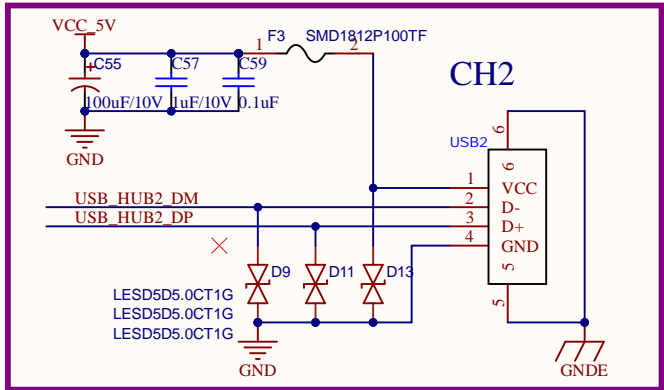 VCC_5V
F3 SMD1812P100TF
1 2
C55 C57 C59
CH2
100uF/10V 1uF/10V 0.1uF
GND
6
USB2
6
USB_HUB2_DM
USB_HUB2_DP
1 VCC
2 D-
3 D+
4 GND
5
5
D9 D11 D13
LESD5D5.0CT1G
LESD5D5.0CT1G
LESD5D5.0CT1G
GND
GNDE